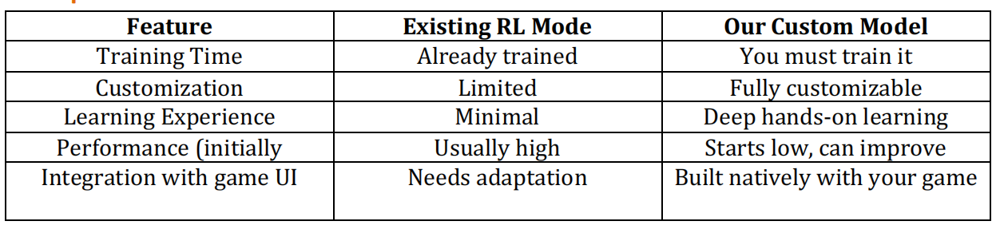 Feature Existing RL Mode Our Custom Model
Training Time Already trained You must train it
Customization Limited Fully customizable
Learning Experience Minimal Deep hands-on learning
Performance (initially Usually high Starts low, can improve
Integration with game UI Needs adaptation Built natively with your game